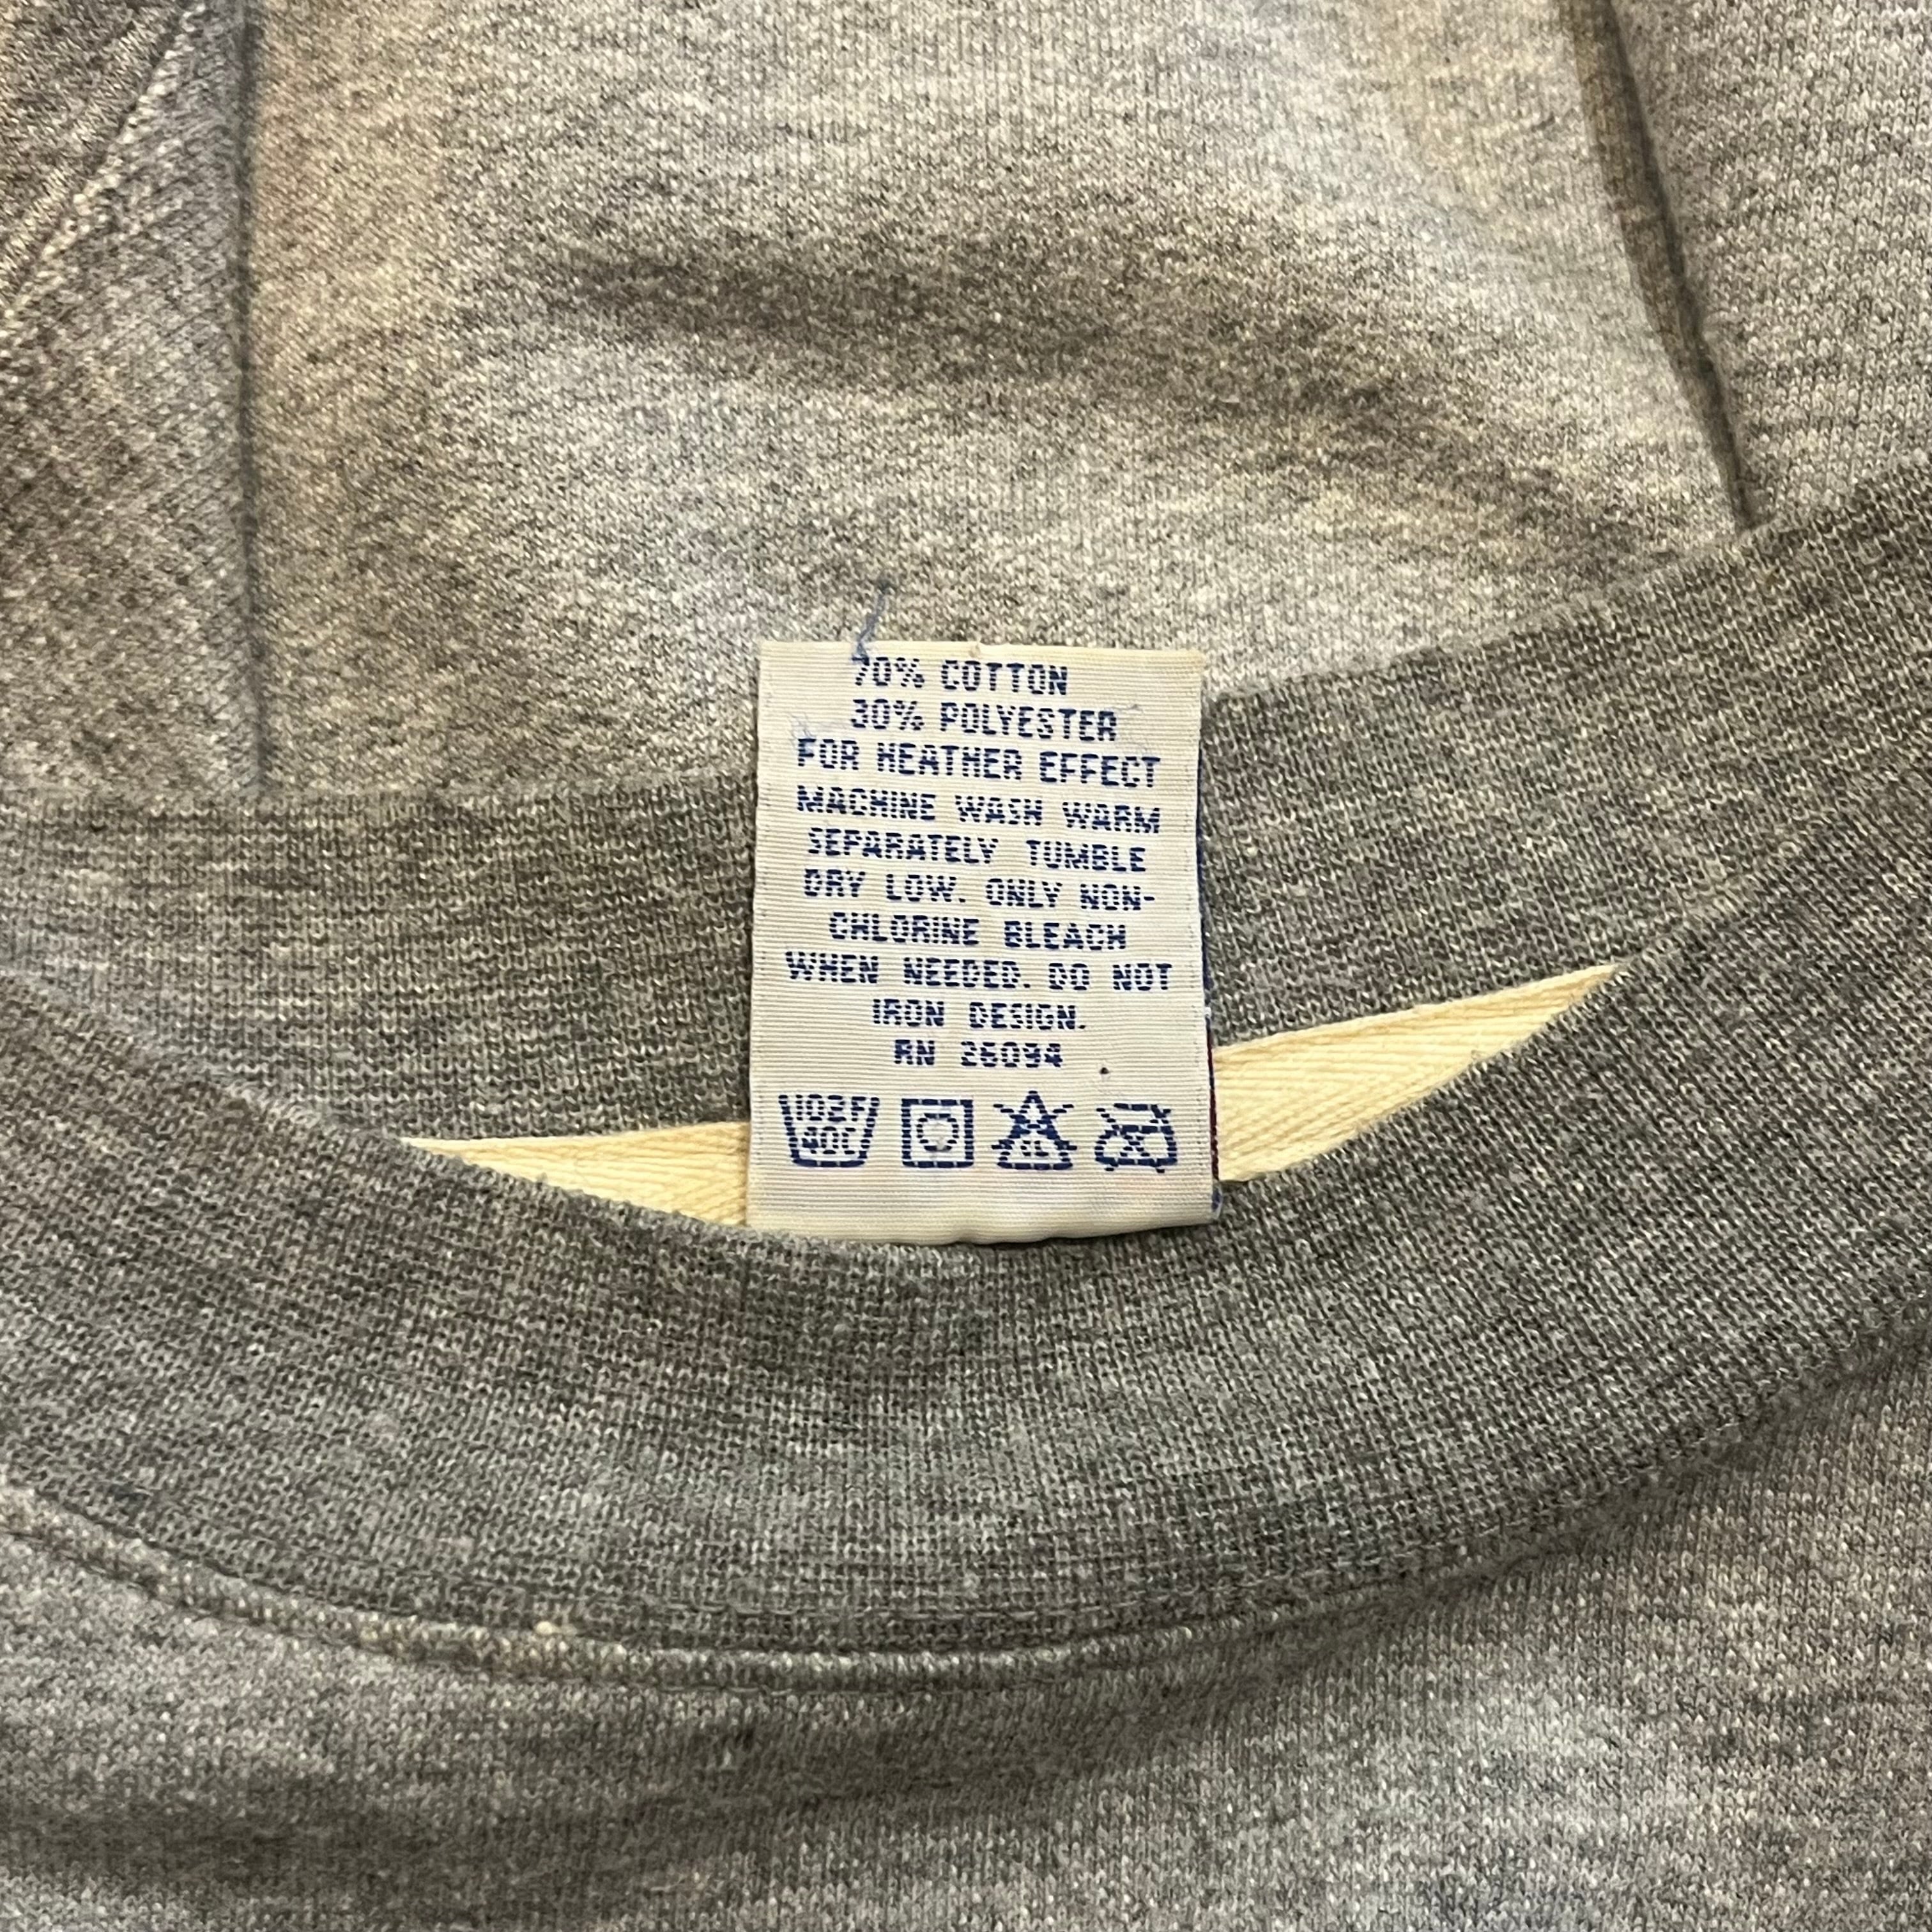 70% COTTON
30% POLYESTER
FOR HEATHER EFFECT
MACHINE WASH WARM
SEPARATELY TUMBLE
DRY LOW. ONLY NON-
CHLORINE BLEACH
WHEN NEEDED. DO NOT
IRON DESIGN.
RN 26094
102F
40C CL